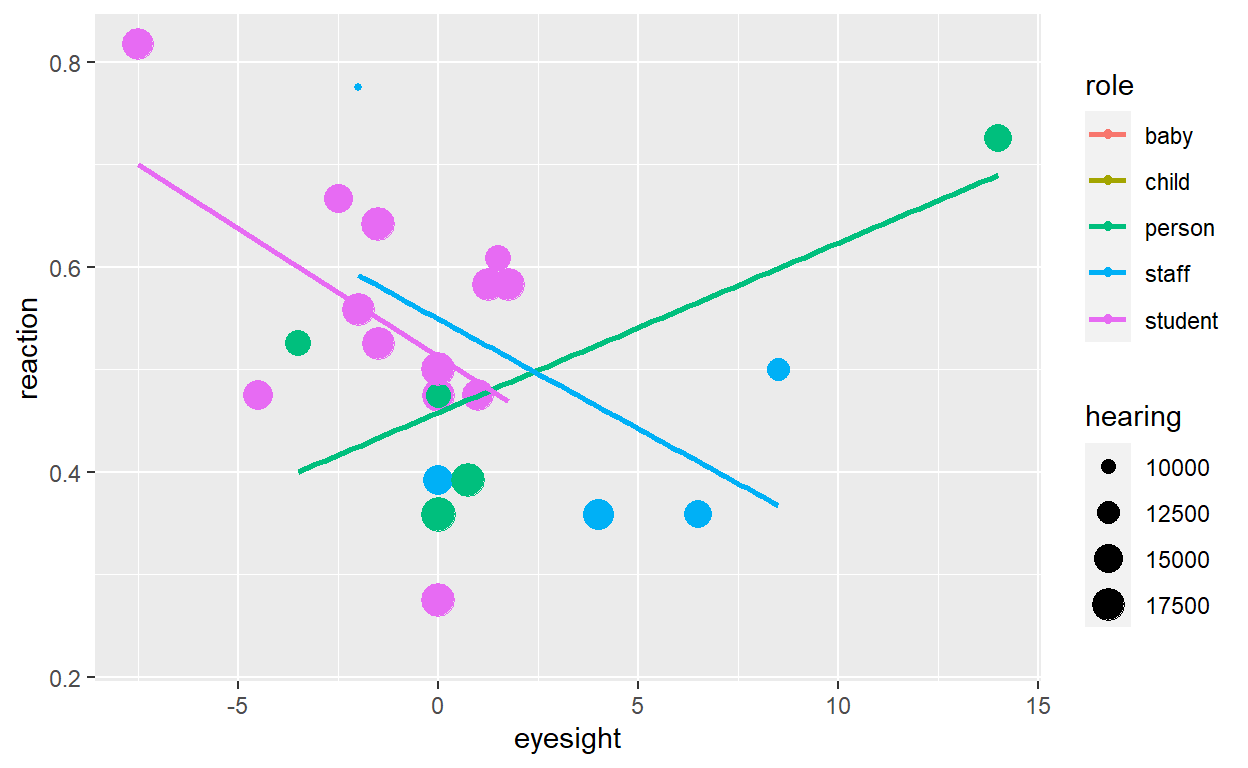 0.8
0.6
0.4
0.2
reaction
-5
0
5
10
15
eyesight
role
baby
child
person
staff
student
hearing
10000
12500
15000
17500